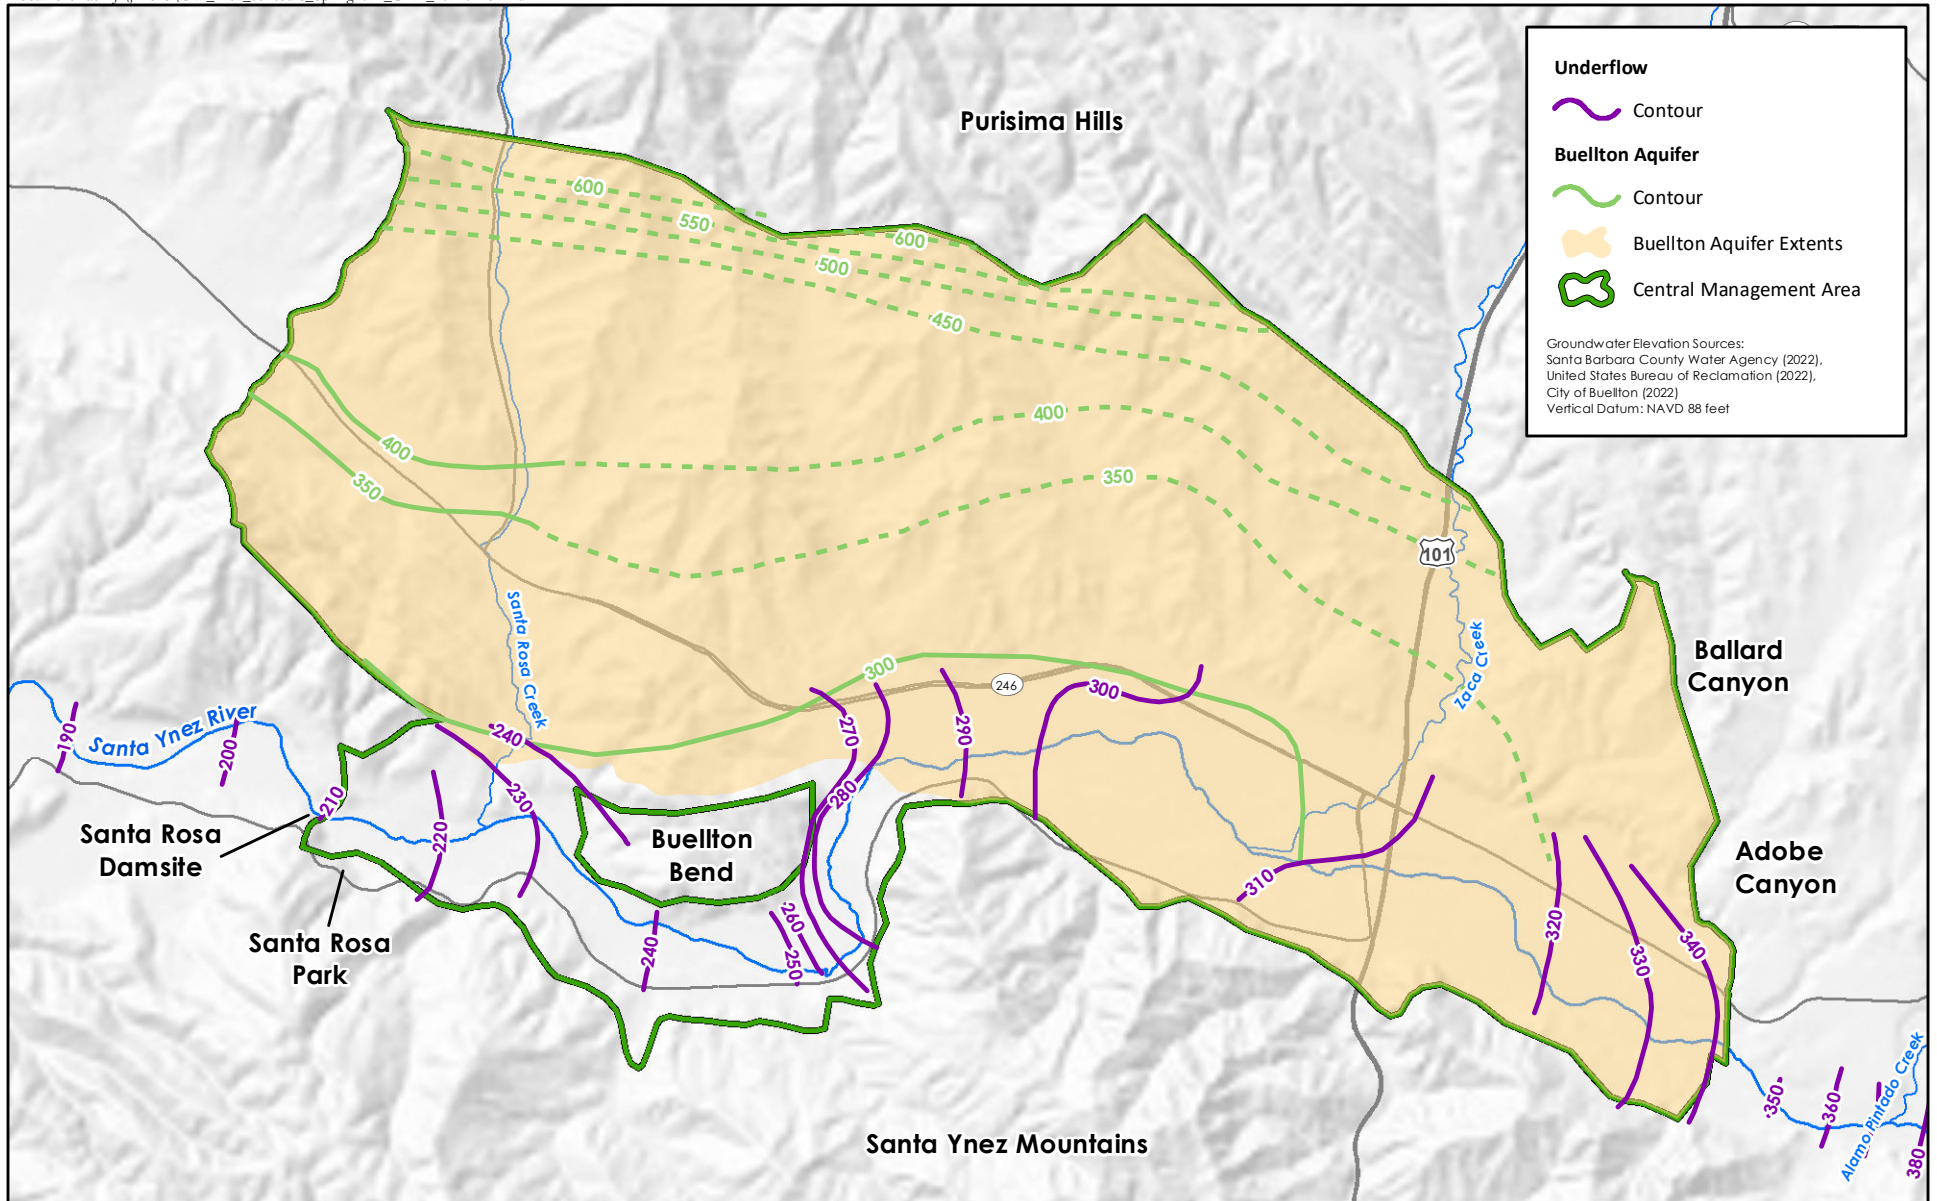 Purisima Hills
Underflow
Contour
Buellton Aquifer
Contour
Buellton Aquifer Extents
Central Management Area
Groundwater Elevation Sources:
Santa Barbara County Water Agency (2022),
United States Bureau of Reclamation (2022),
City of Buellton (2022)
Vertical Datum: NAVD 88 feet
600
550
600
500
450
400
400
350
350
300
101
246
Santa Rosa Creek
Zaca Creek
Ballard
Canyon
Adobe
Canyon
Santa Ynez River
190
200
210
220
230
240
240
250
260
270
280
290
300
310
320
330
340
350
360
380
Santa Rosa
Damsite
Santa Rosa
Park
Buellton
Bend
Santa Ynez Mountains
Alamo Pintado Creek